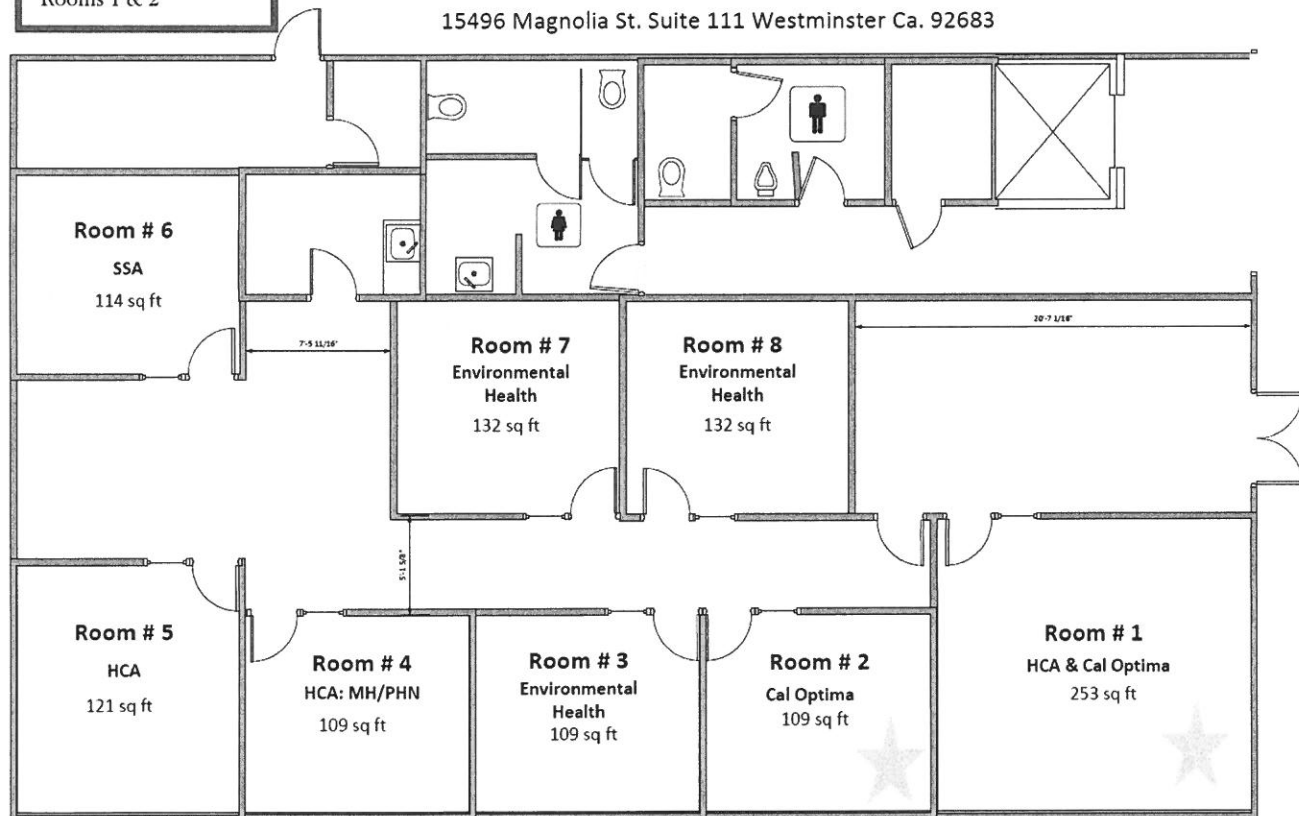 Rooms 1 & 2
15496 Magnolia St. Suite 111 Westminster Ca. 92683
Room # 6
SSA
114 sq ft
7'-5 11/16"
Room # 7
Environmental
Health
132 sq ft
Room # 8
Environmental
Health
132 sq ft
20'-7 1/16"
5'-1 5/8"
Room # 5
HCA
121 sq ft
Room # 4
HCA: MH/PHN
109 sq ft
Room # 3
Environmental
Health
109 sq ft
Room # 2
Cal Optima
109 sq ft
Room # 1
HCA & Cal Optima
253 sq ft